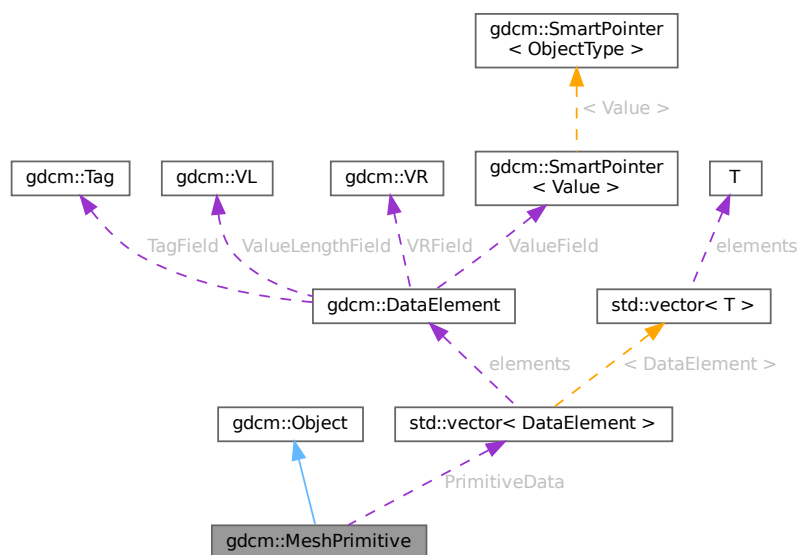 gdcm::SmartPointer
< ObjectType >
< Value >
gdcm::Tag
gdcm::VL
gdcm::VR
gdcm::SmartPointer
< Value >
T
TagField
ValueLengthField
VRField
ValueField
elements
gdcm::DataElement
std::vector< T >
elements
< DataElement >
gdcm::Object
std::vector< DataElement >
PrimitiveData
gdcm::MeshPrimitive